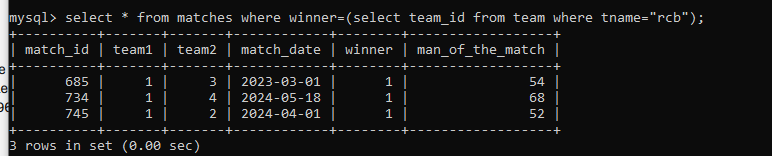 mysql> select * from matches where winner=(select team_id from team where tname="rcb");
+----------+-------+-------+------------+--------+------------------+
| match_id | team1 | team2 | match_date | winner | man_of_the_match |
+----------+-------+-------+------------+--------+------------------+
|      685 |     1 |     3 | 2023-03-01 |      1 |               54 |
|      734 |     1 |     4 | 2024-05-18 |      1 |               68 |
|      745 |     1 |     2 | 2024-04-01 |      1 |               52 |
+----------+-------+-------+------------+--------+------------------+
3 rows in set (0.00 sec)